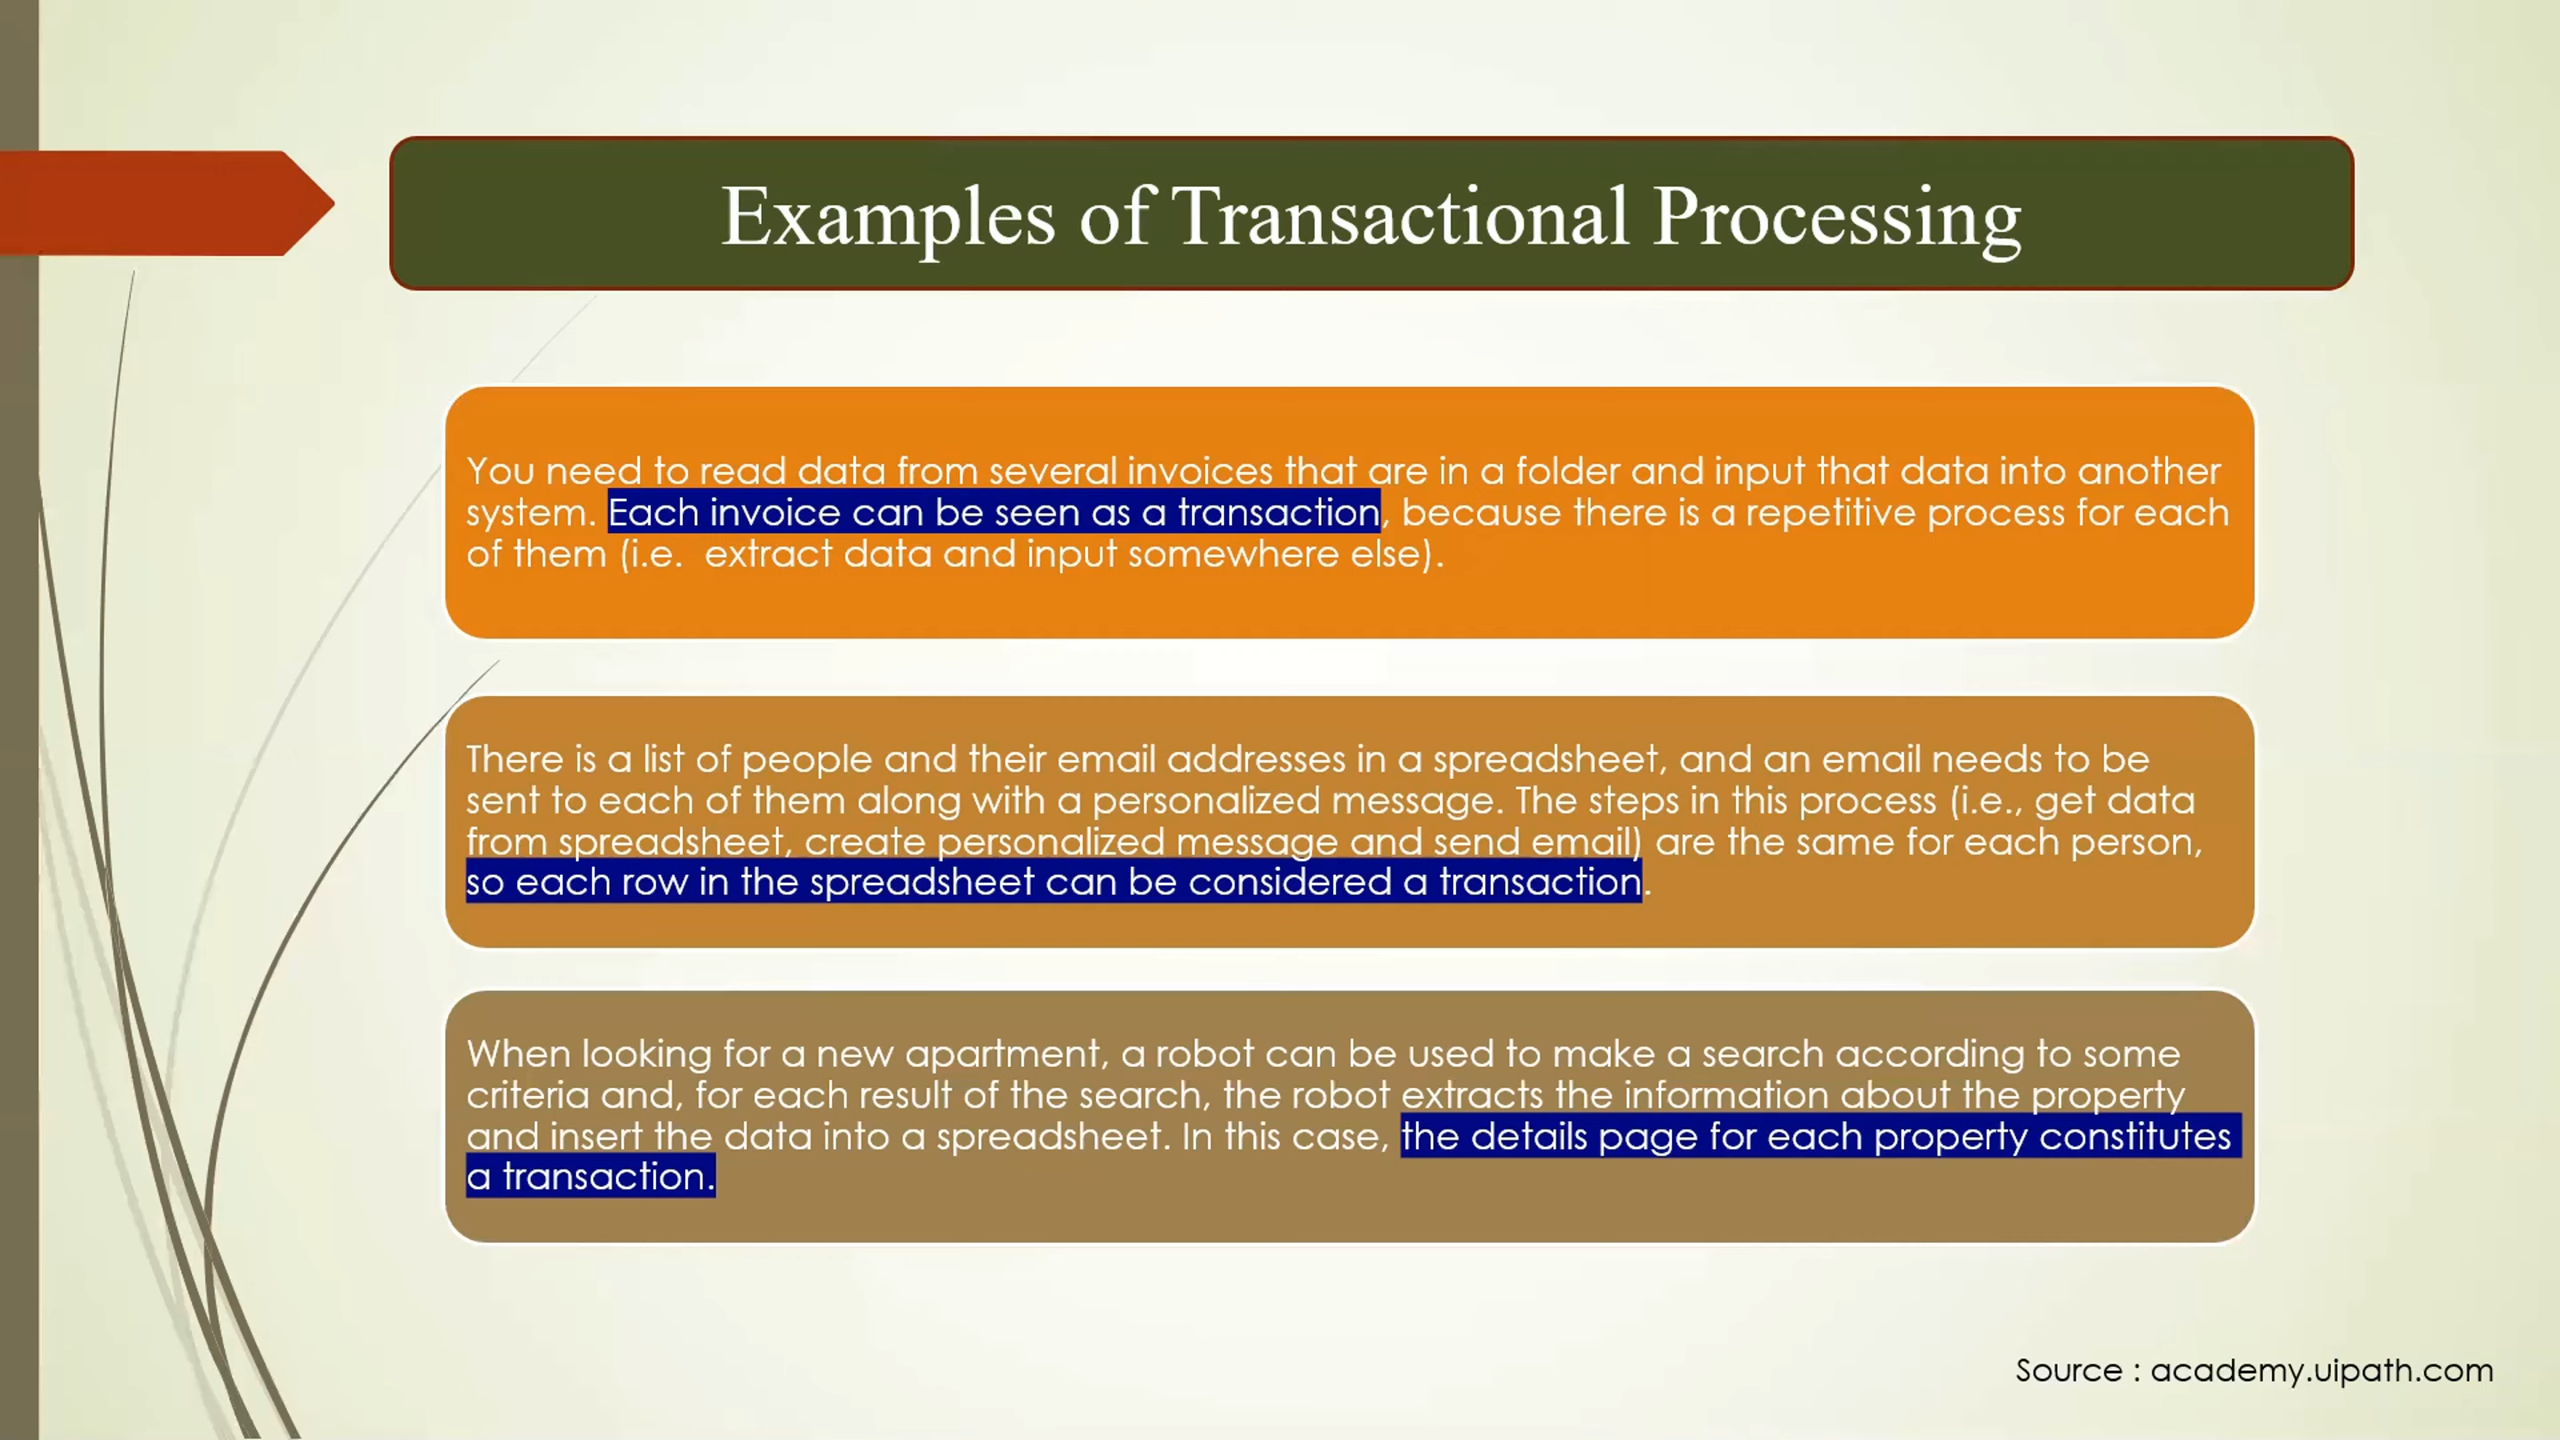 Examples of Transactional Processing
You need to read data from several invoices that are in a folder and input that data into another
system. Each invoice can be seen as a transaction, because there is a repetitive process for each
of them (i.e.  extract data and input somewhere else).
There is a list of people and their email addresses in a spreadsheet, and an email needs to be
sent to each of them along with a personalized message. The steps in this process (i.e., get data
from spreadsheet, create personalized message and send email) are the same for each person,
so each row in the spreadsheet can be considered a transaction.
When looking for a new apartment, a robot can be used to make a search according to some
criteria and, for each result of the search, the robot extracts the information about the property
and insert the data into a spreadsheet. In this case, the details page for each property constitutes
a transaction.
Source : academy.uipath.com